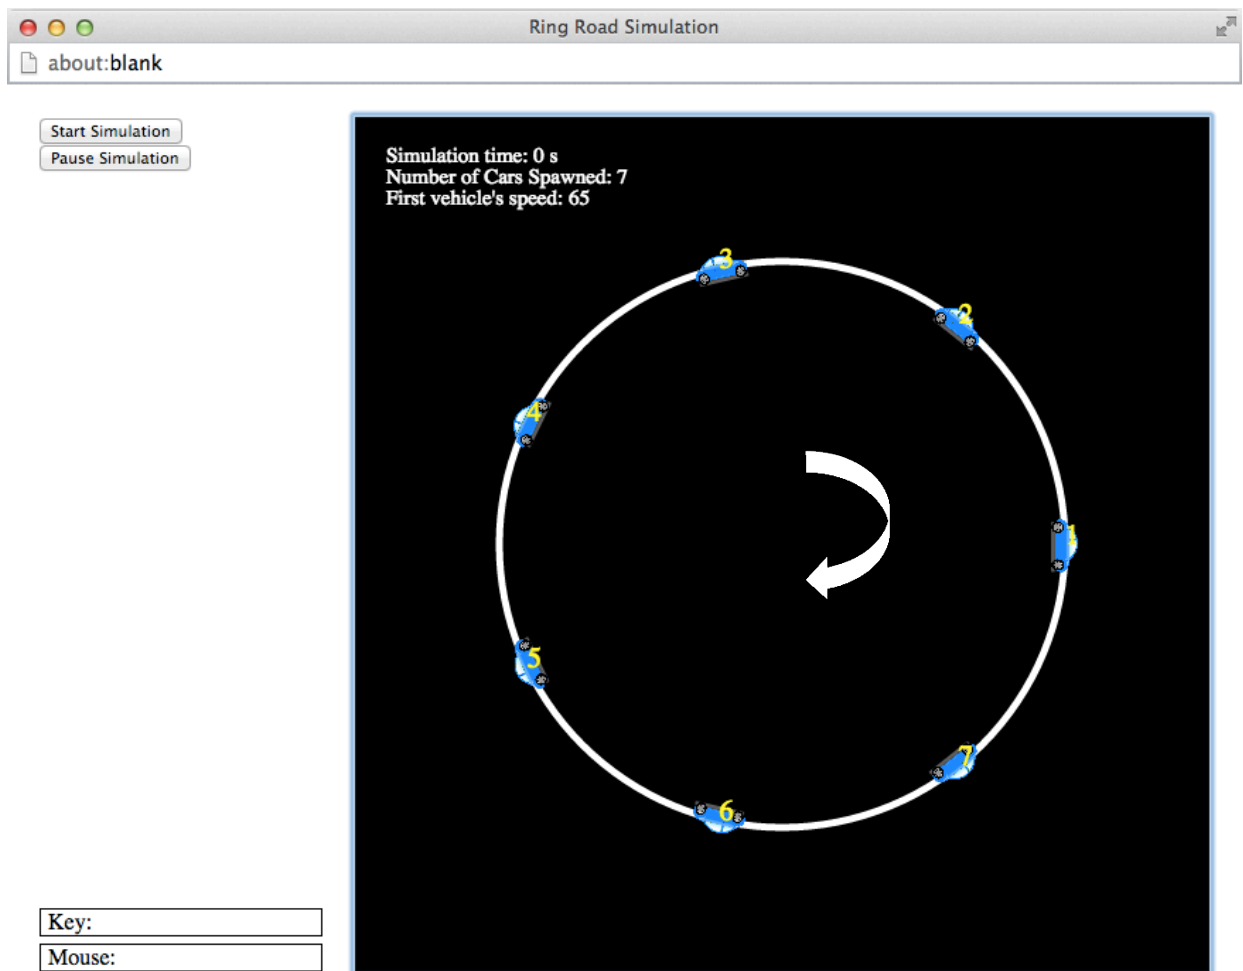 Ring Road Simulation
about:blank
Start Simulation
Pause Simulation
Simulation time: 0 s
Number of Cars Spawned: 7
First vehicle's speed: 65
3
2
4
1
5
7
6
Key:
Mouse: